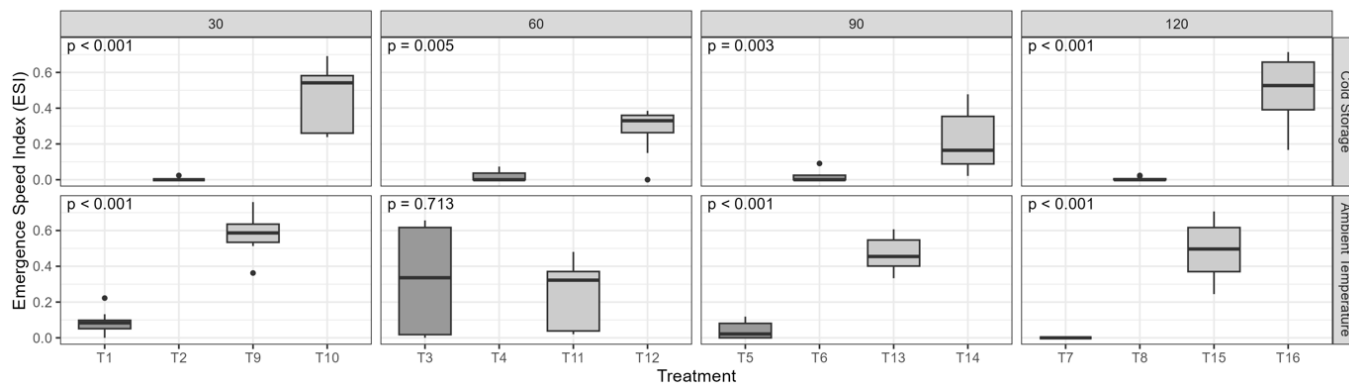 30 60 90 120
p < 0.001 p = 0.005 p = 0.003 p < 0.001
0.6
0.4
0.2
0.0
Cold Storage
Emergence Speed Index (ESI)
p < 0.001 p = 0.713 p < 0.001 p < 0.001
0.6
0.4
0.2
0.0
Ambient Temperature
T1 T2 T9 T10 T3 T4 T11 T12 T5 T6 T13 T14 T7 T8 T15 T16
Treatment